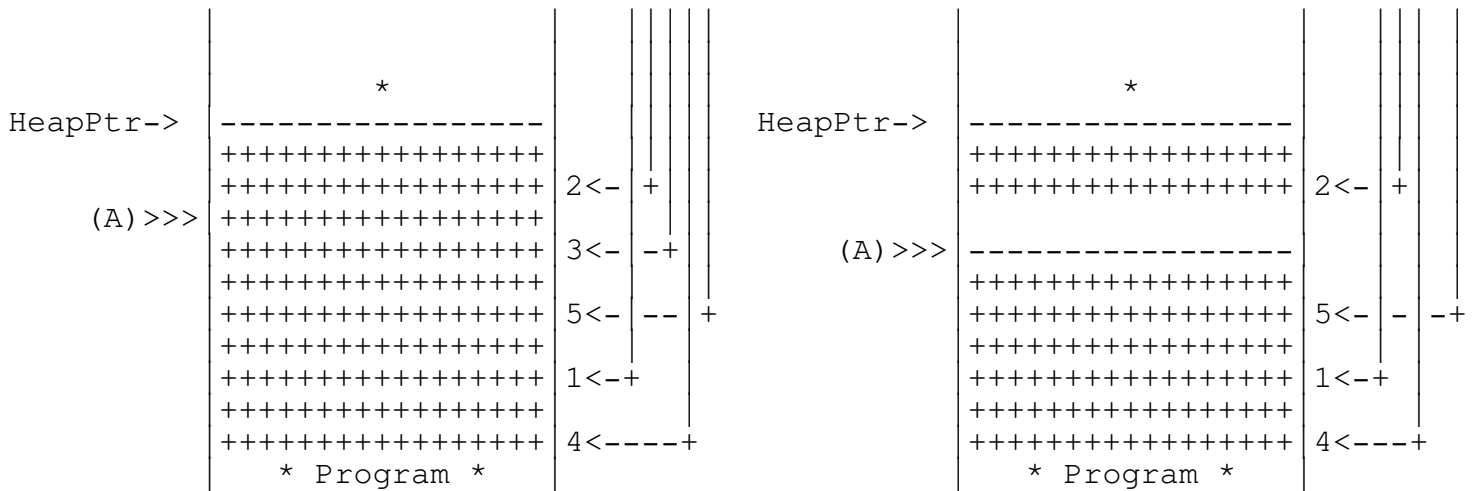 * *
HeapPtr-> ----------------- HeapPtr-> -----------------
+++++++++++++++++ +++++++++++++++++
+++++++++++++++++ 2<- + +++++++++++++++++ 2<- +
(A)>>> +++++++++++++++++
+++++++++++++++++ 3<- -+ (A)>>> -----------------
+++++++++++++++++ +++++++++++++++++
+++++++++++++++++ 5<- -- + +++++++++++++++++ 5<- - -+
+++++++++++++++++ +++++++++++++++++
+++++++++++++++++ 1<-+ +++++++++++++++++ 1<-+
+++++++++++++++++ +++++++++++++++++
+++++++++++++++++ 4<----+ +++++++++++++++++ 4<---+
* Program * * Program *